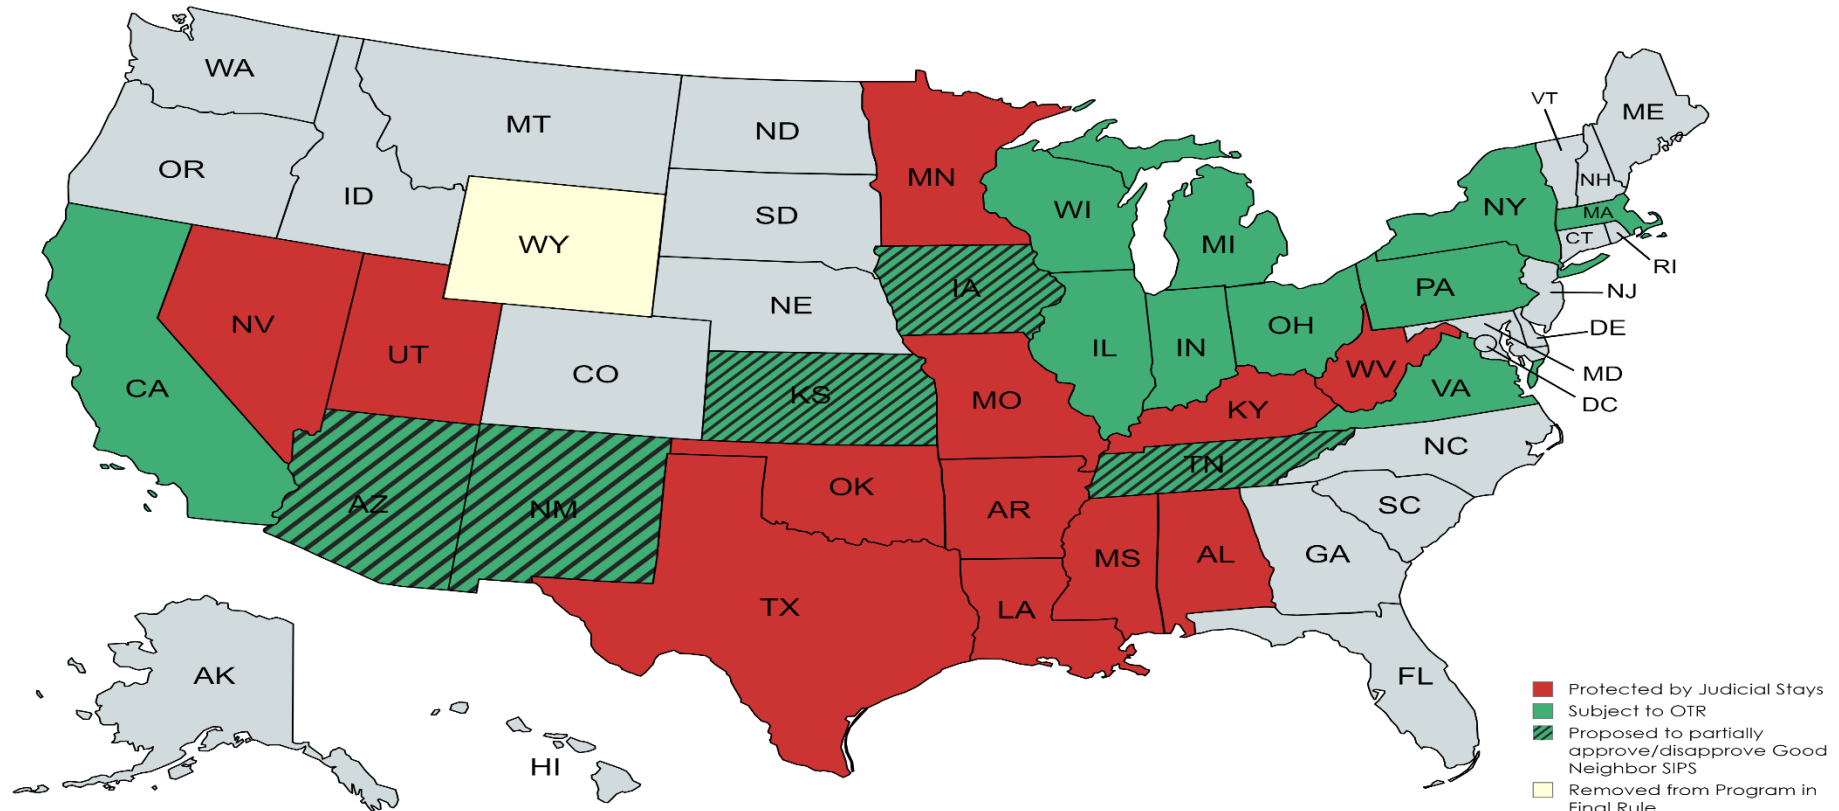 WA
MT
ND
MN
VT
ME
OR
ID
SD
WI
MI
NY
NH
MA
CT
RI
WY
NE
IA
PA
NJ
NV
UT
CO
IL
IN
OH
DE
CA
KS
MO
WV
VA
MD
KY
DC
AZ
NM
OK
AR
TN
NC
SC
TX
LA
MS
AL
GA
AK
HI
FL
Protected by Judicial Stays
Subject to OTR
Proposed to partially
approve/disapprove Good
Neighbor SIPS
Removed from Program in
Final Rule